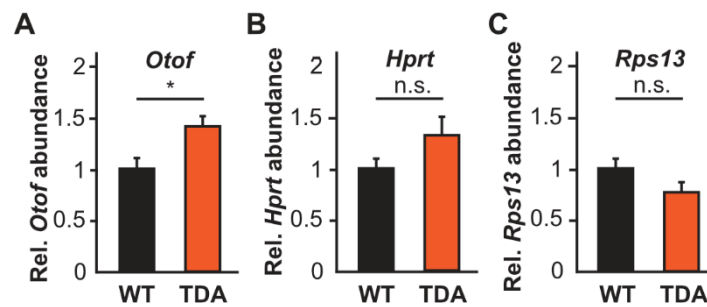 A
Otof
*
Rel. Otof abundance
2
1.5
1
0.5
0
WT TDA
B
Hprt
n.s.
Rel. Hprt abundance
2
1.5
1
0.5
0
WT TDA
C
Rps13
n.s.
Rel. Rps13 abundance
2
1.5
1
0.5
0
WT TDA